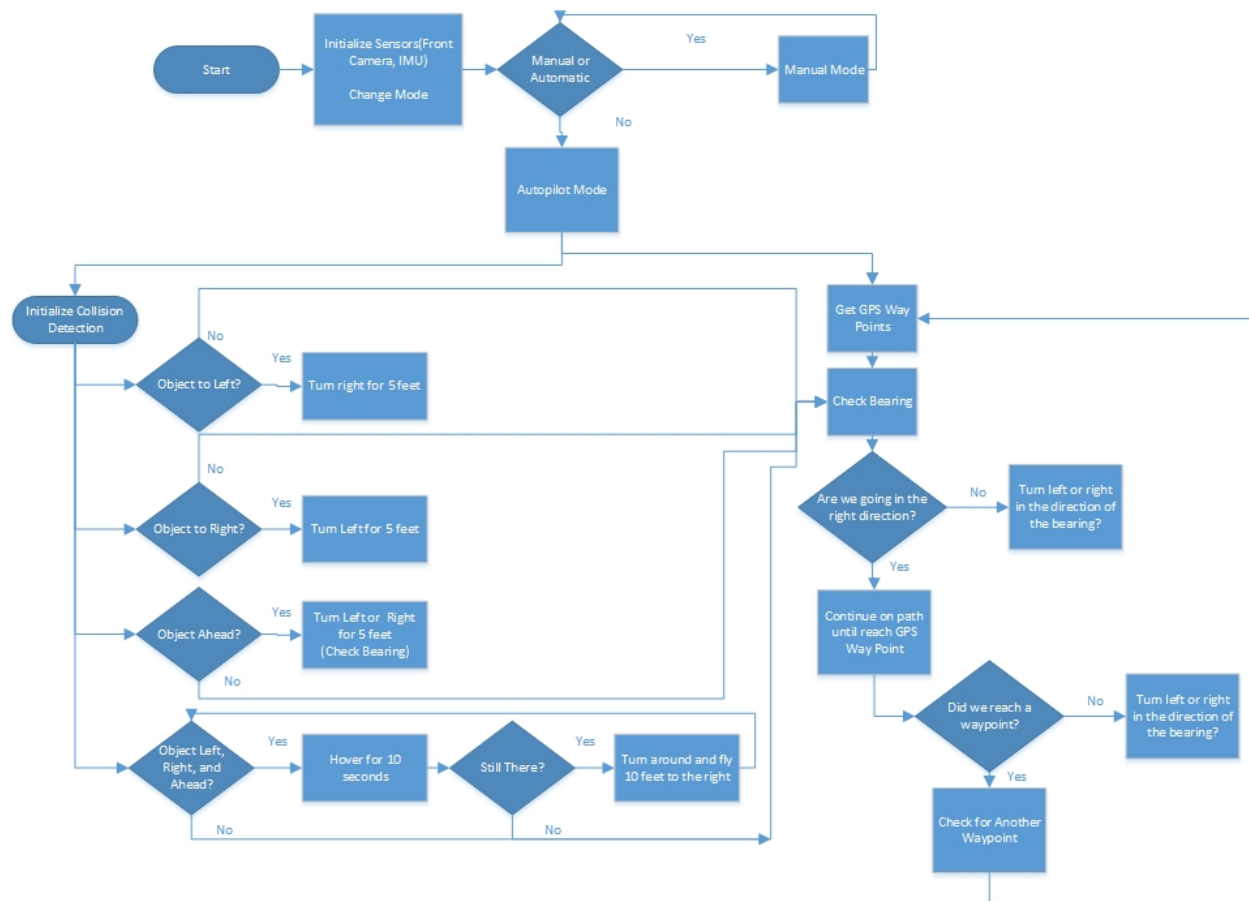 Start
Initialize Sensors(Front
Camera, IMU)
Change Mode
Manual or
Automatic
Yes
Manual Mode
No
Autopilot Mode
Initialize Collision
Detection
No
Object to Left?
Yes
Turn right for 5 feet
No
Object to Right?
Yes
Turn Left for 5 feet
Object Ahead?
Yes
Turn Left or Right
for 5 feet
(Check Bearing)
No
Object Left,
Right, and
Ahead?
Yes
Hover for 10
seconds
Still There?
Yes
Turn around and fly
10 feet to the right
No
No
Get GPS Way
Points
Check Bearing
Are we going in the
right direction?
No
Turn left or right
in the direction of
the bearing?
Yes
Continue on path
until reach GPS
Way Point
Did we reach a
waypoint?
No
Turn left or right
in the direction of
the bearing?
Yes
Check for Another
Waypoint